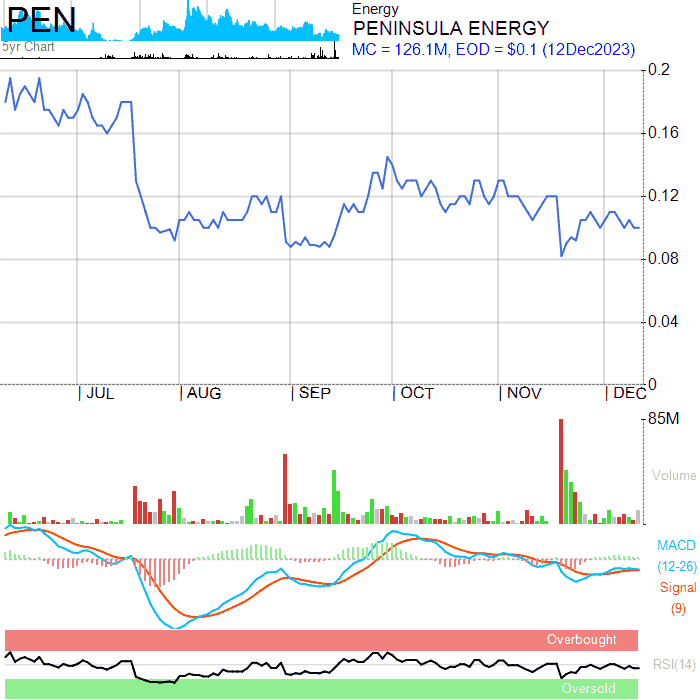 PEN
5yr Chart
Energy
PENINSULA ENERGY
MC = 126.1M, EOD = $0.1 (12Dec2023)
0.2
0.16
0.12
0.08
0.04
0
| JUL | AUG | SEP | OCT | NOV | DEC
85M
Volume
MACD
(12-26)
Signal
(9)
Overbought
RSI(14)
Oversold